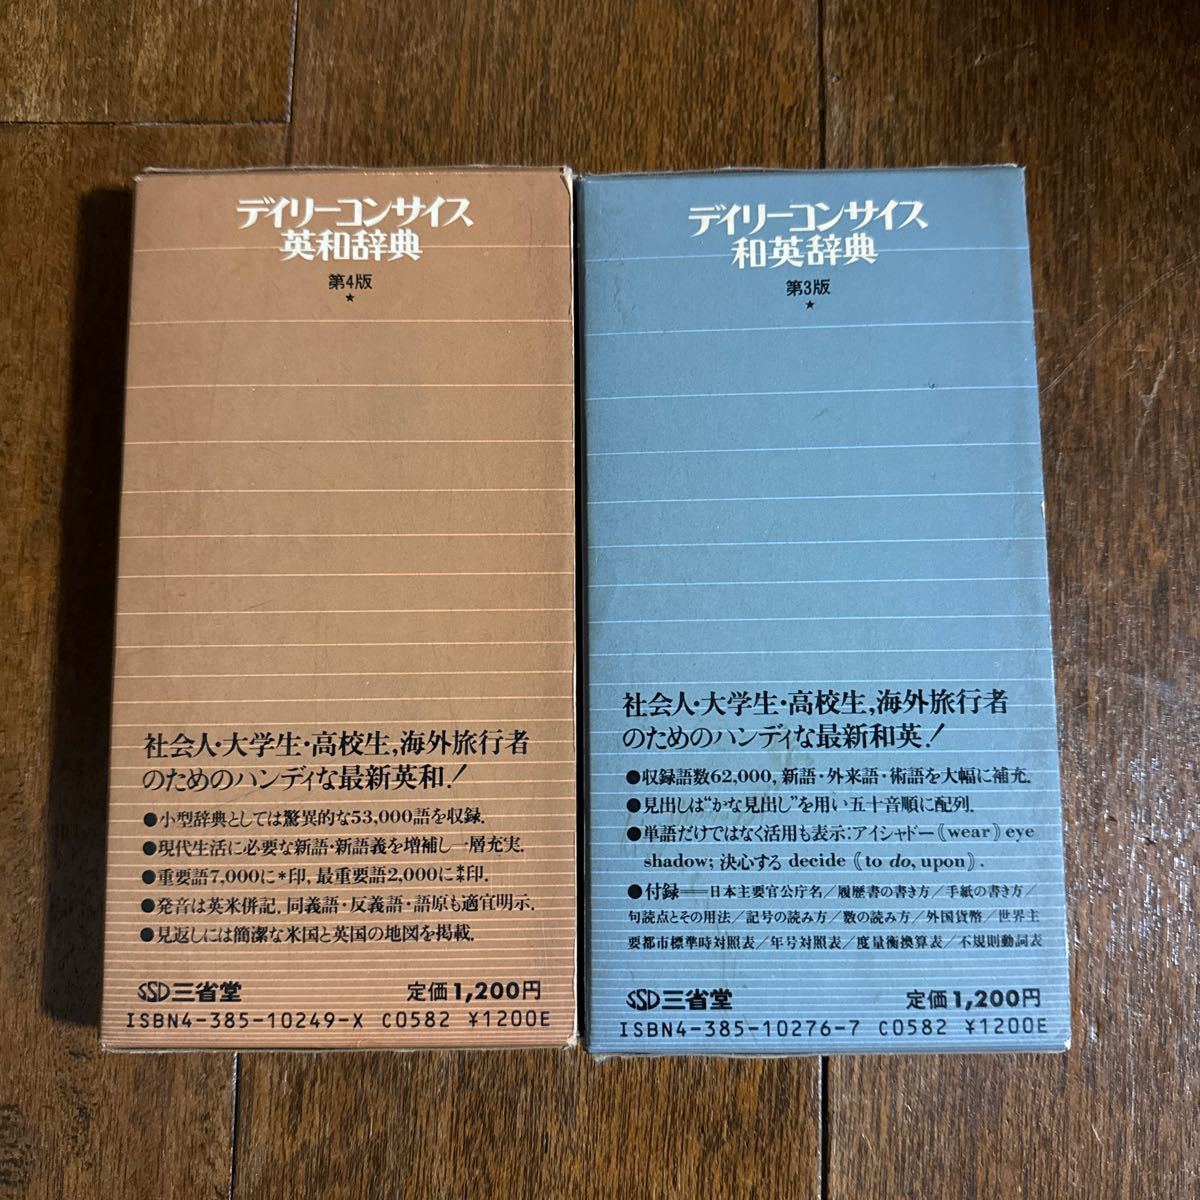 デイリーコンサイス
英和辞典
第4版
★
社会人・大学生・高校生,海外旅行者
のためのハンディな最新英和!
●小型辞典としては驚異的な53,000語を収録.
●現代生活に必要な新語・新語義を増補し一層充実.
●重要語7,000に*印, 最重要語2,000に⁑印.
●発音は英米併記. 同義語・反義語・語原も適宜明示.
●見返しには簡潔な米国と英国の地図を掲載.
SSD三省堂 定価1,200円
ISBN4-385-10249-X C0582 ¥1200E
デイリーコンサイス
和英辞典
第3版
★
社会人・大学生・高校生,海外旅行者
のためのハンディな最新和英!
●収録語数62,000, 新語・外来語・術語を大幅に補充.
●見出しは“かな見出し”を用い五十音順に配列.
●単語だけではなく活用も表示: アイシャドー《wear》eye
shadow; 決心する decide《to do, upon》.
●付録――日本主要官公庁名/履歴書の書き方/手紙の書き方/
句読点とその用法/記号の読み方/数の読み方/外国貨幣/世界主
要都市標準時対照表/年号対照表/度量衡換算表/不規則動詞表
SSD三省堂 定価1,200円
ISBN4-385-10276-7 C0582 ¥1200E